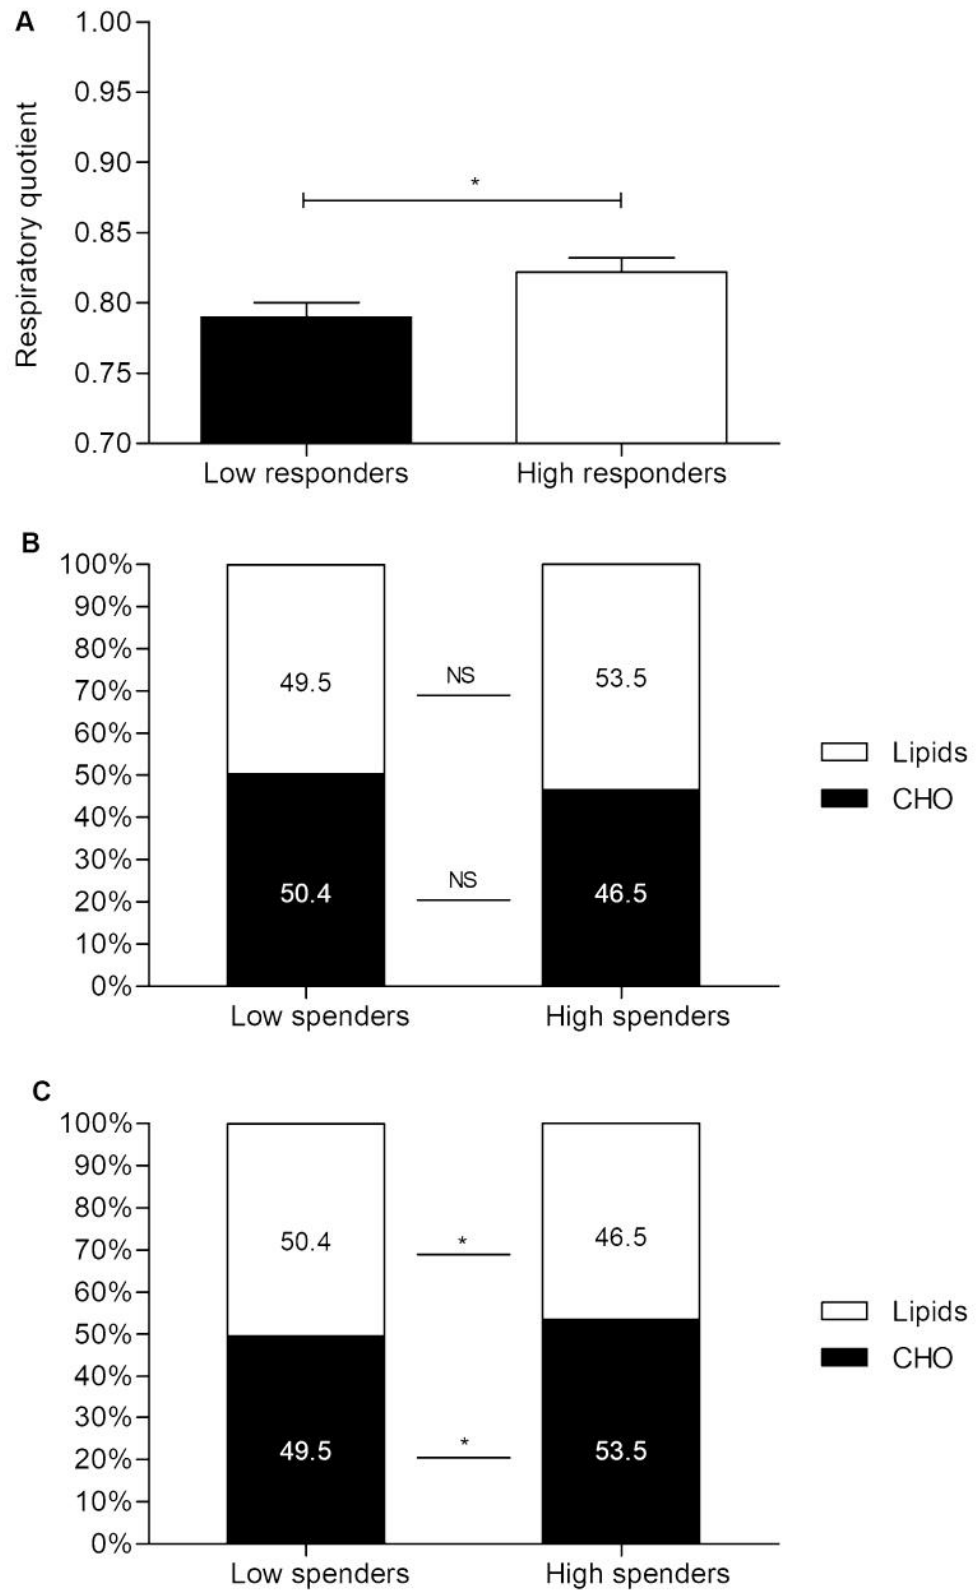 A
1.00
0.95
0.90
0.85
0.80
0.75
0.70
Respiratory quotient
*
Low responders High responders
B
100%
90%
80%
70%
60%
50%
40%
30%
20%
10%
0%
49.5 NS 53.5
50.4 NS 46.5
Low spenders High spenders
Lipids
CHO
C
100%
90%
80%
70%
60%
50%
40%
30%
20%
10%
0%
50.4 * 46.5
49.5 * 53.5
Low spenders High spenders
Lipids
CHO